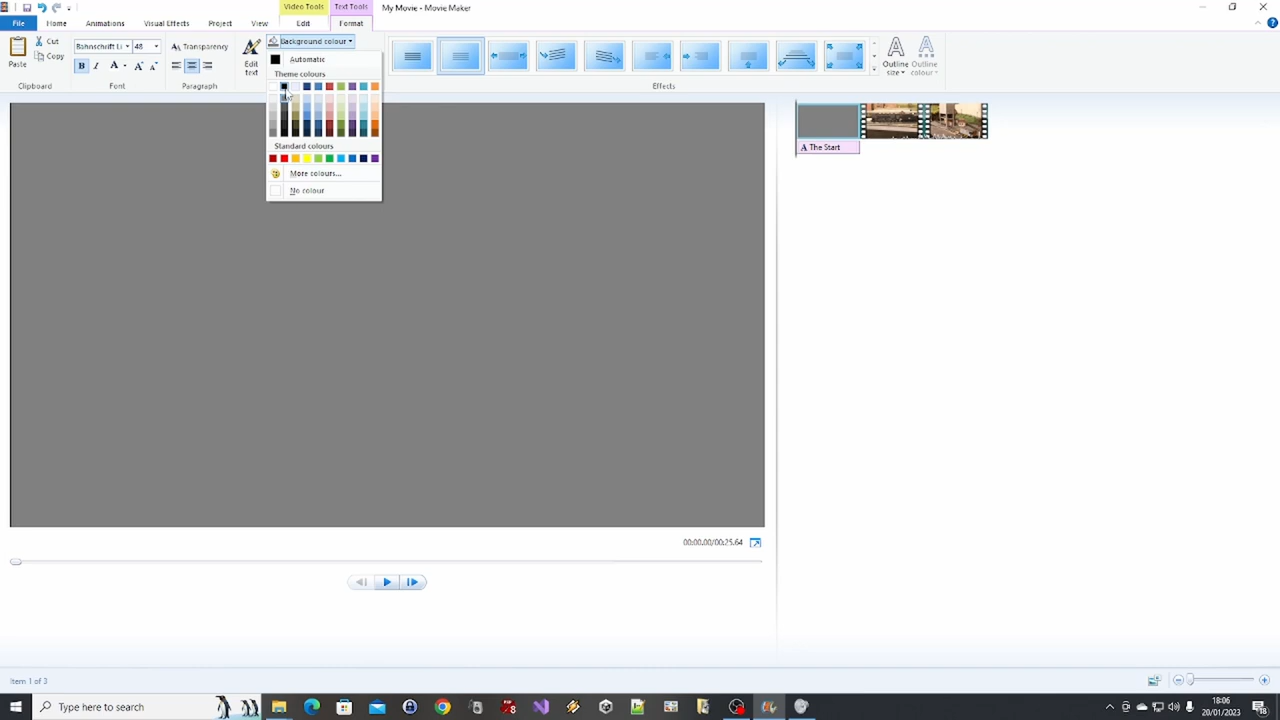 Video Tools
Text Tools
My Movie - Movie Maker
File
Home
Animations
Visual Effects
Project
View
Edit
Format
Paste
Cut
Copy
Clipboard
Bahnschrift Li
48
B
I
A
A
A
Font
Transparency
Paragraph
Edit text
Background colour
Automatic
Theme colours
Standard colours
More colours...
No colour
Effects
Outline size
Outline colour
A The Start
00:00.00/00:25.64
Item 1 of 3
Type here to search
18:06
20/01/2023
18